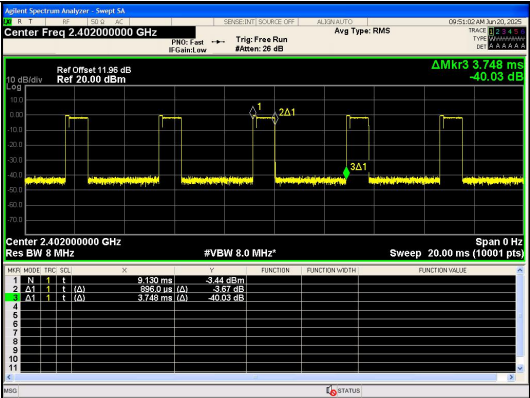 Agilent Spectrum Analyzer - Swept SA
R T RF 50 Ω AC SENSE:INT SOURCE OFF ALIGNAUTO 09:51:02 AM Jun 20, 2025
Center Freq 2.402000000 GHz
PNO: Fast
IFGain:Low
Trig: Free Run
#Atten: 26 dB
Avg Type: RMS
TRACE 1 2 3 4 5 6
TYPE
DET A A A A A A
Ref Offset 11.96 dB
Ref 20.00 dBm
10 dB/div
Log
ΔMkr3 3.748 ms
-40.03 dB
10.0
0.00
-10.0
-20.0
-30.0
-40.0
-50.0
-60.0
-70.0
1
2Δ1
3Δ1
Center 2.402000000 GHz Span 0 Hz
Res BW 8 MHz #VBW 8.0 MHz* Sweep 20.00 ms (10001 pts)
MKR MODE TRC SCL X Y FUNCTION FUNCTION WIDTH FUNCTION VALUE
1 N 1 t 9.130 ms -3.44 dBm
2 Δ1 1 t (Δ) 896.0 us (Δ) -3.67 dB
3 Δ1 1 t (Δ) 3.748 ms (Δ) -40.03 dB
4
5
6
7
8
9
10
11
MSG STATUS